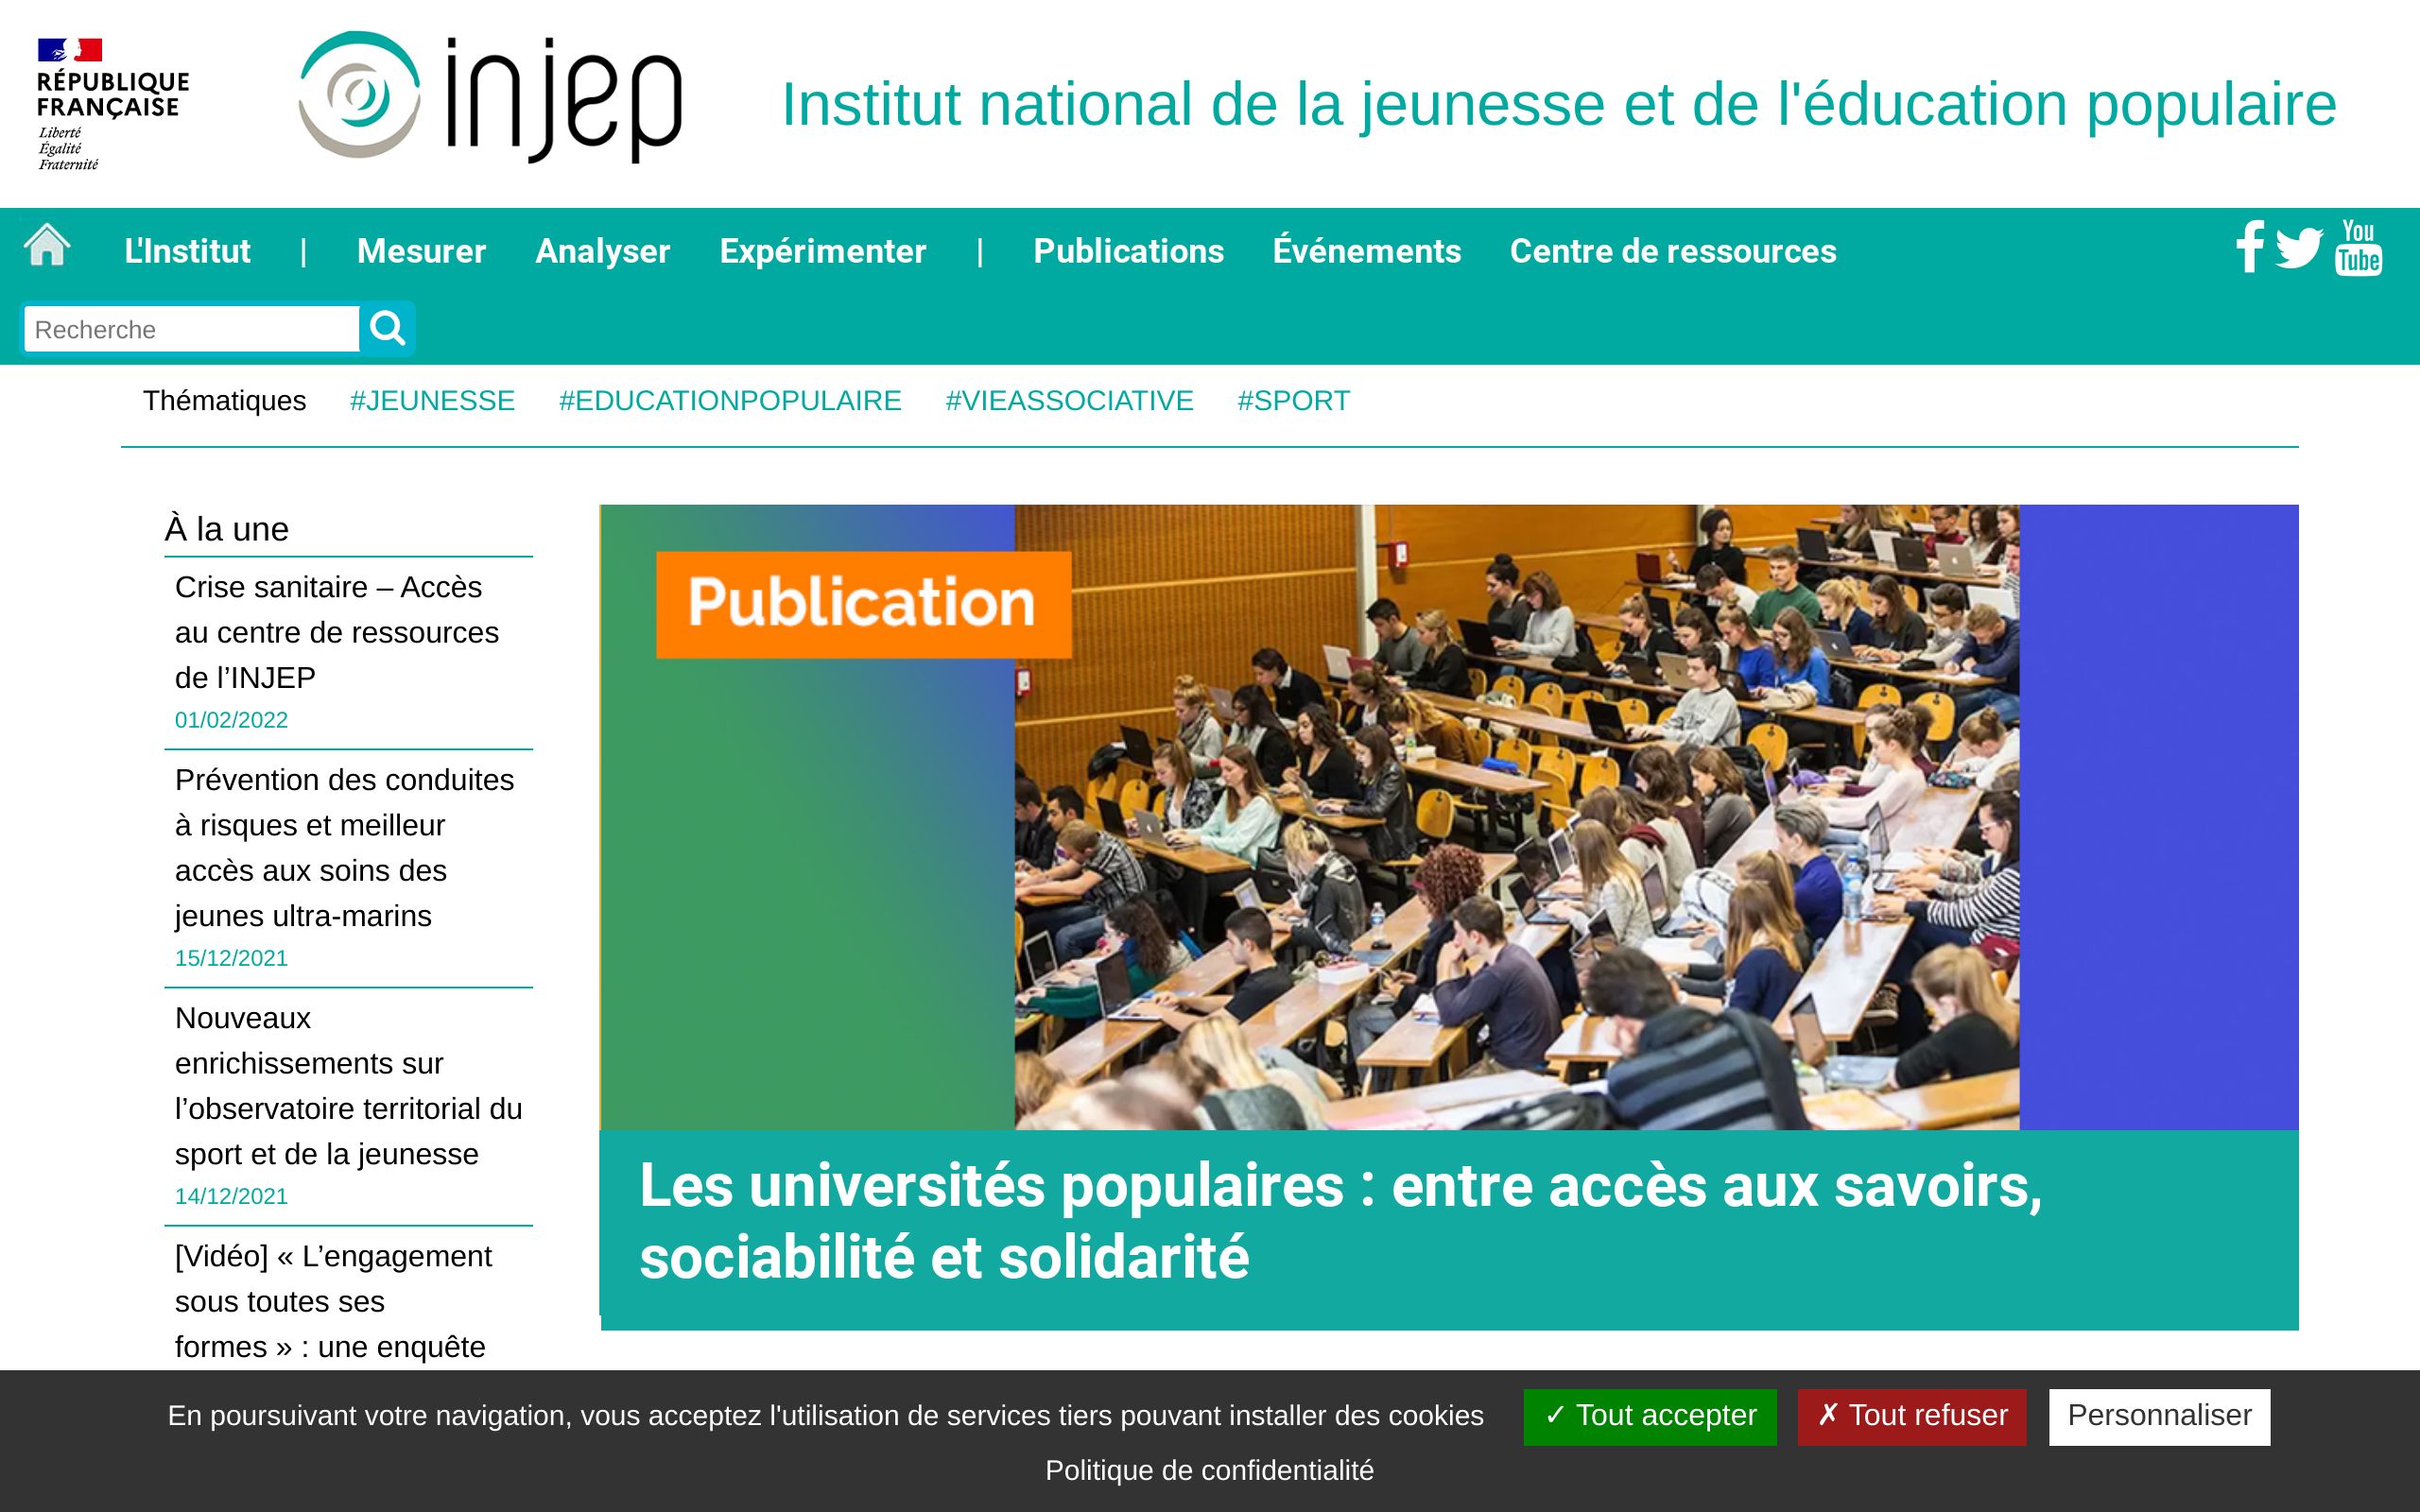 RÉPUBLIQUE
FRANÇAISE
Liberté
Égalité
Fraternité
injep
Institut national de la jeunesse et de l'éducation populaire
L'Institut | Mesurer Analyser Expérimenter | Publications Événements Centre de ressources
You
Tube
Recherche
Thématiques #JEUNESSE #EDUCATIONPOPULAIRE #VIEASSOCIATIVE #SPORT
À la une
Crise sanitaire – Accès
au centre de ressources
de l’INJEP
01/02/2022
Prévention des conduites
à risques et meilleur
accès aux soins des
jeunes ultra-marins
15/12/2021
Nouveaux
enrichissements sur
l’observatoire territorial du
sport et de la jeunesse
14/12/2021
[Vidéo] « L’engagement
sous toutes ses
formes » : une enquête
Publication
Les universités populaires : entre accès aux savoirs,
sociabilité et solidarité
En poursuivant votre navigation, vous acceptez l'utilisation de services tiers pouvant installer des cookies
✓ Tout accepter
✗ Tout refuser
Personnaliser
Politique de confidentialité